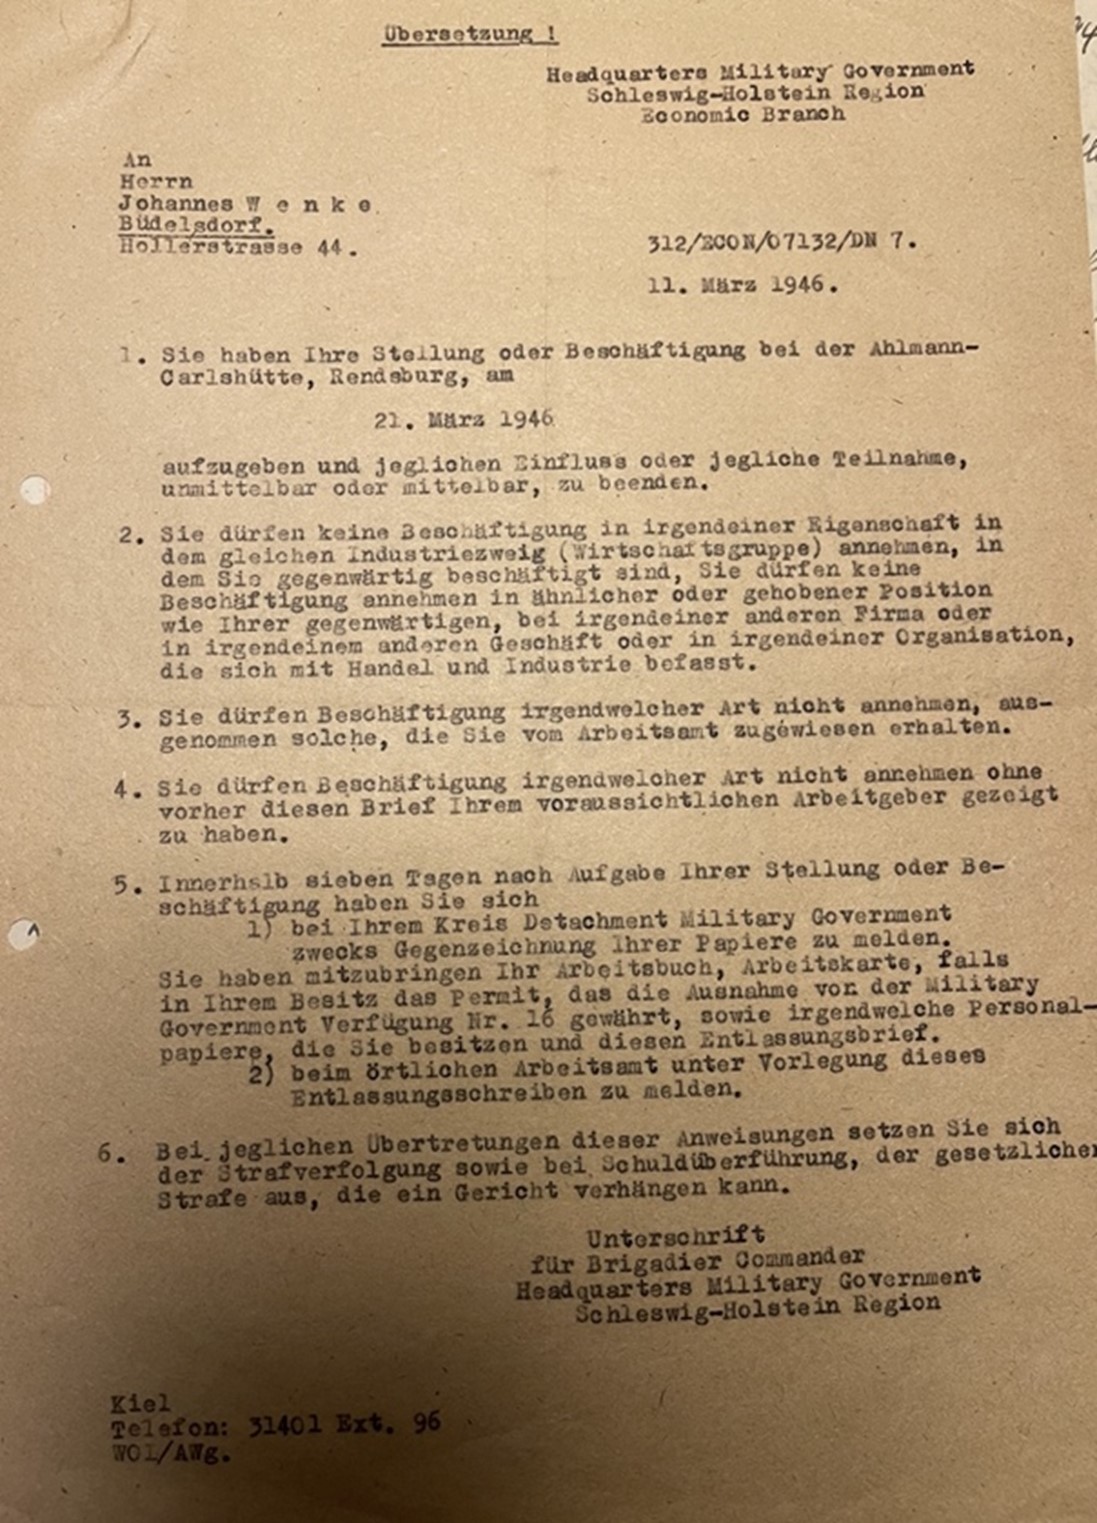 Übersetzung !
Headquarters Military Government
Schleswig-Holstein Region
Economic Branch
An
Herrn
Johannes W e n k e
Büdelsdorf.
Hollerstrasse 44.
312/ECON/07132/DN 7.
11. März 1946.
1. Sie haben Ihre Stellung oder Beschäftigung bei der Ahlmann-
Carlshütte, Rendsburg, am
21. März 1946
aufzugeben und jeglichen Einfluss oder jegliche Teilnahme,
unmittelbar oder mittelbar, zu beenden.
2. Sie dürfen keine Beschäftigung in irgendeiner Eigenschaft in
dem gleichen Industriezweig (Wirtschaftsgruppe) annehmen, in
dem Sie gegenwärtig beschäftigt sind, Sie dürfen keine
Beschäftigung annehmen in ähnlicher oder gehobener Position
wie Ihrer gegenwärtigen, bei irgendeiner anderen Firma oder
in irgendeinem anderen Geschäft oder in irgendeiner Organisation,
die sich mit Handel und Industrie befasst.
3. Sie dürfen Beschäftigung irgendwelcher Art nicht annehmen, aus-
genommen solche, die Sie vom Arbeitsamt zugewiesen erhalten.
4. Sie dürfen Beschäftigung irgendwelcher Art nicht annehmen ohne
vorher diesen Brief Ihrem voraussichtlichen Arbeitgeber gezeigt
zu haben.
5. Innerhalb sieben Tagen nach Aufgabe Ihrer Stellung oder Be-
schäftigung haben Sie sich
1) bei Ihrem Kreis Detachment Military Government
zwecks Gegenzeichnung Ihrer Papiere zu melden.
Sie haben mitzubringen Ihr Arbeitsbuch, Arbeitskarte, falls
in Ihrem Besitz das Permit, das die Ausnahme von der Military
Government Verfügung Nr. 16 gewährt, sowie irgendwelche Personal-
papiere, die Sie besitzen und diesen Entlassungsbrief.
2) beim örtlichen Arbeitsamt unter Vorlegung dieses
Entlassungsschreiben zu melden.
6. Bei jeglichen Übertretungen dieser Anweisungen setzen Sie sich
der Strafverfolgung sowie bei Schuldüberführung, der gesetzlichen
Strafe aus, die ein Gericht verhängen kann.
Unterschrift
für Brigadier Commander
Headquarters Military Government
Schleswig-Holstein Region
Kiel
Telefon: 31401 Ext. 96
WOL/AWg.